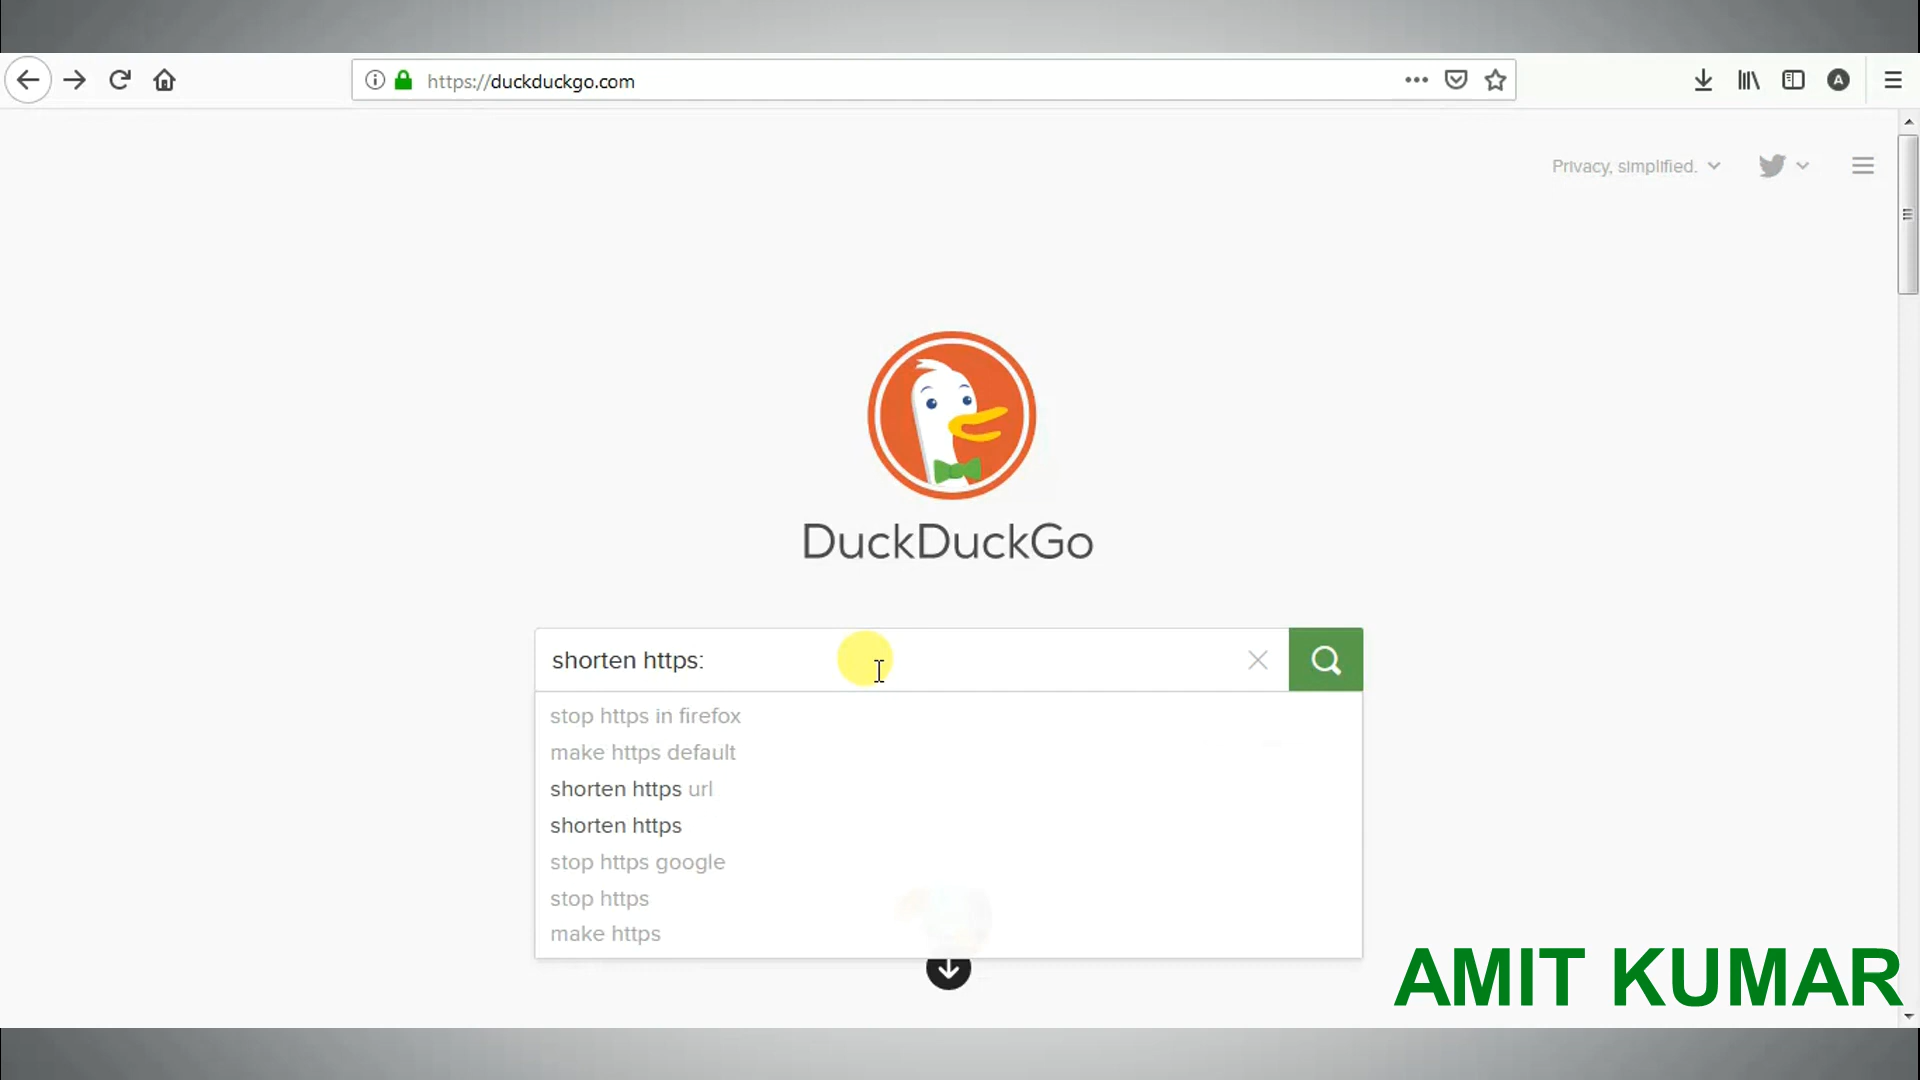 https://duckduckgo.com
A
Privacy, simplified.
DuckDuckGo
shorten https:
stop https in firefox
make https default
shorten https url
shorten https
stop https google
stop https
make https
AMIT KUMAR